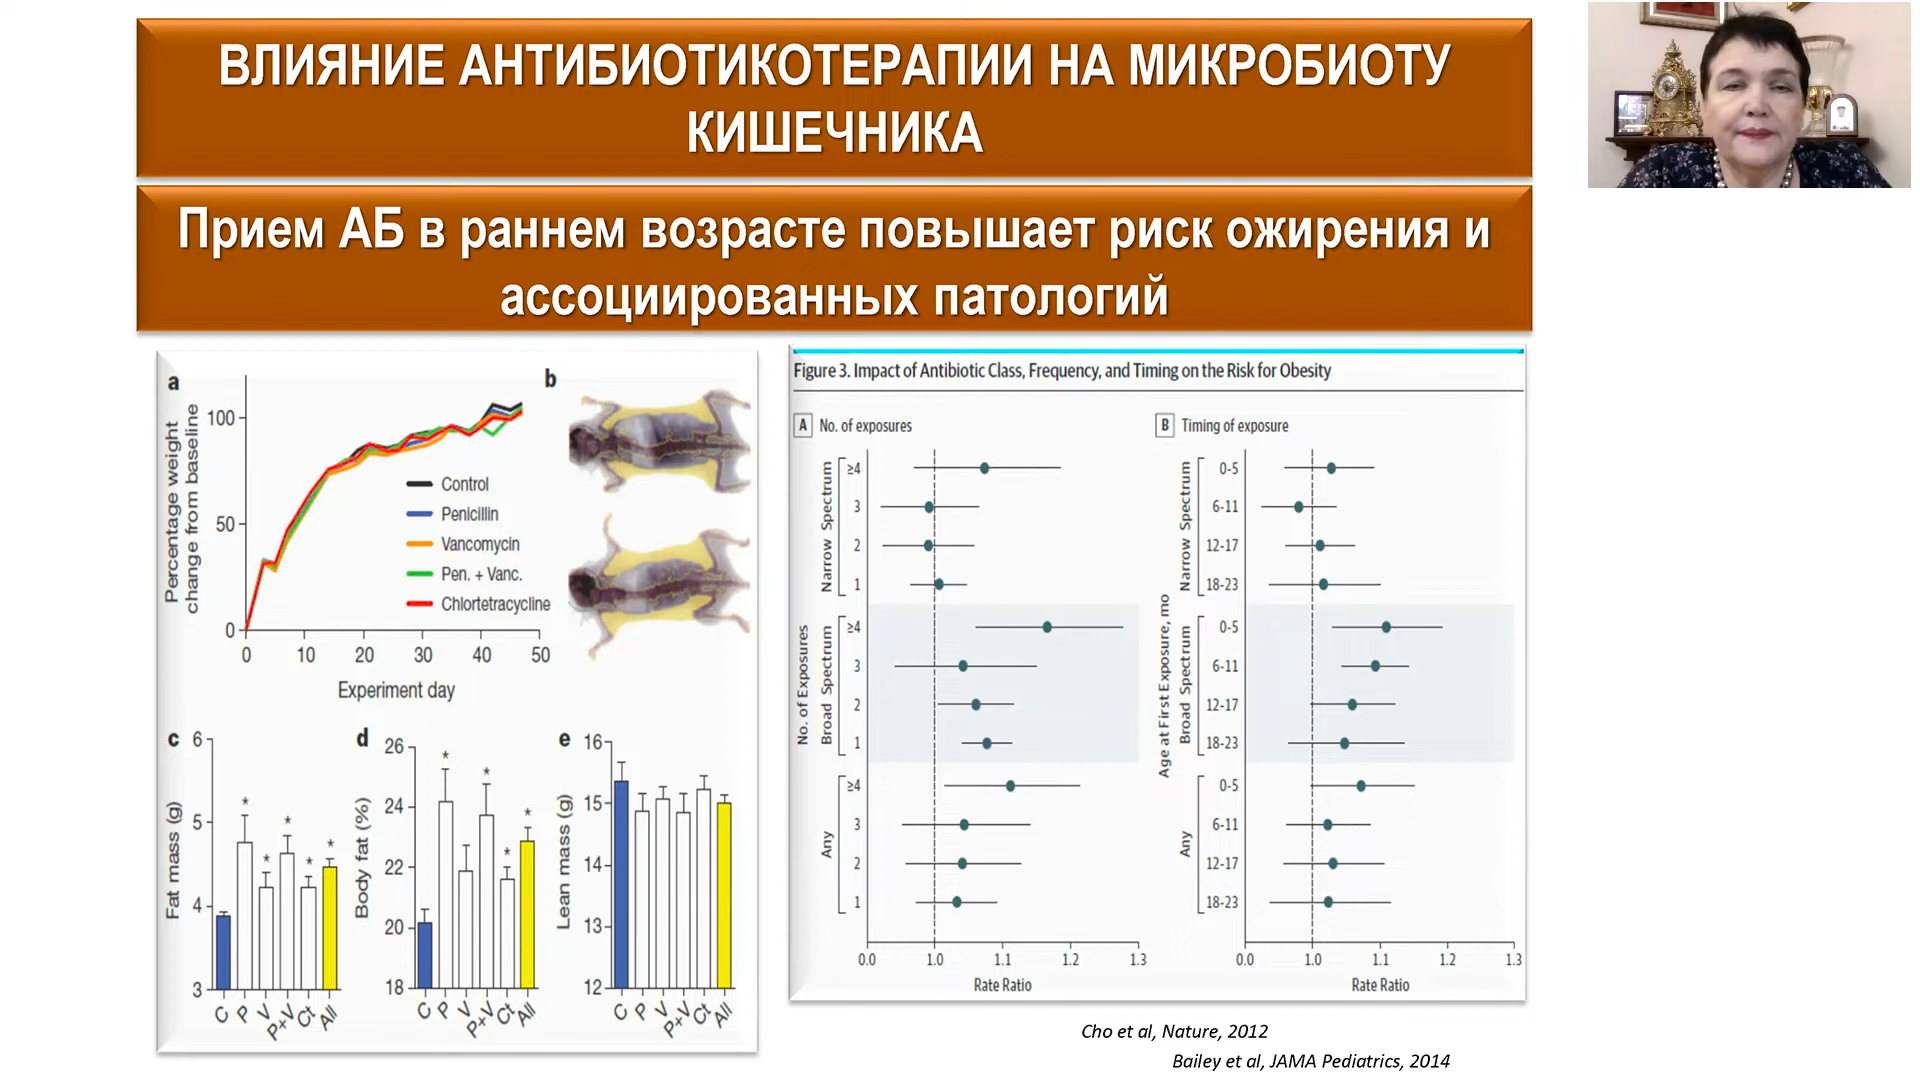 ВЛИЯНИЕ АНТИБИОТИКОТЕРАПИИ НА МИКРОБИОТУ
КИШЕЧНИКА
Прием АБ в раннем возрасте повышает риск ожирения и
ассоциированных патологий
a
Percentage weight
change from baseline
100
50
0
0 10 20 30 40 50
Experiment day
Control
Penicillin
Vancomycin
Pen. + Vanc.
Chlortetracycline
b
c
Fat mass (g)
6
5
4
3
* * * * *
C P V P+V Ct All
d
Body fat (%)
26
24
22
20
18
* * * *
C P V P+V Ct All
e
Lean mass (g)
16
15
14
13
12
C P V P+V Ct All
Figure 3. Impact of Antibiotic Class, Frequency, and Timing on the Risk for Obesity
A No. of exposures
No. of Exposures
Narrow Spectrum
≥4
3
2
1
Broad Spectrum
≥4
3
2
1
Any
≥4
3
2
1
0.0 1.0 1.1 1.2 1.3
Rate Ratio
B Timing of exposure
Age at First Exposure, mo
Narrow Spectrum
0-5
6-11
12-17
18-23
Broad Spectrum
0-5
6-11
12-17
18-23
Any
0-5
6-11
12-17
18-23
0.0 1.0 1.1 1.2 1.3
Rate Ratio
Cho et al, Nature, 2012
Bailey et al, JAMA Pediatrics, 2014